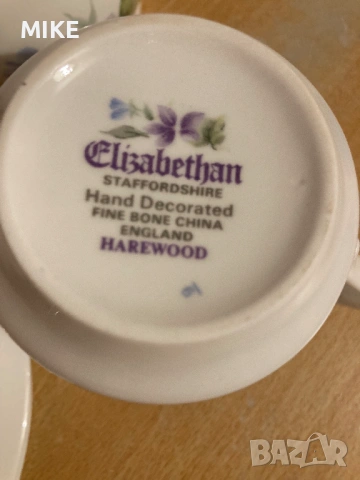 MIKE
Elizabethan
STAFFORDSHIRE
Hand Decorated
FINE BONE CHINA
ENGLAND
HAREWOOD
BAZAR